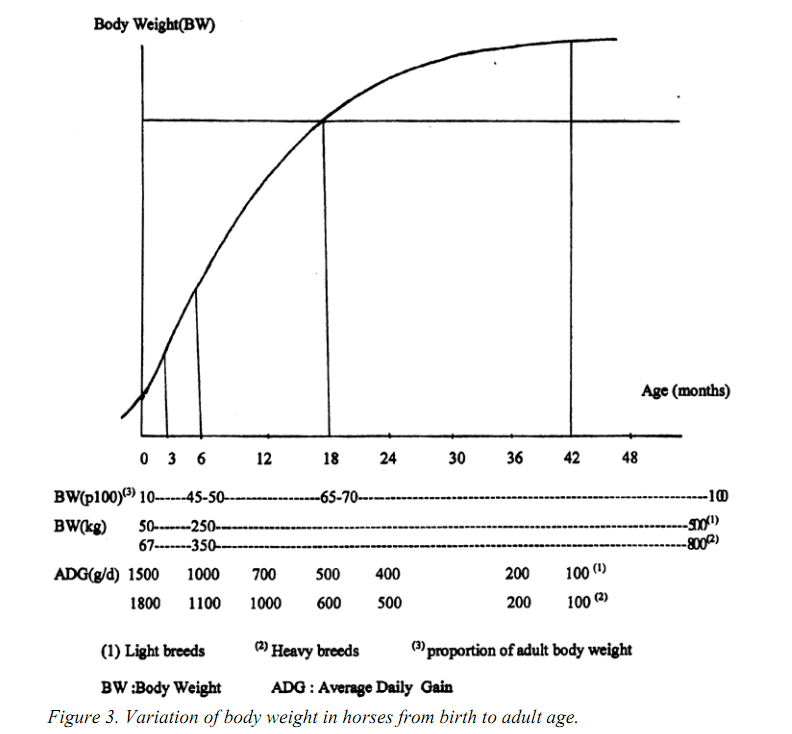 Body Weight(BW)
Age (months)
0 3 6 12 18 24 30 36 42 48
BW(p100)(3) 10------45-50----------------65-70------------------------------------------------100
BW(kg) 50-------250--------------------------------------------------------------------500(1)
67-------350--------------------------------------------------------------------800(2)
ADG(g/d) 1500 1000 700 500 400 200 100 (1)
1800 1100 1000 600 500 200 100 (2)
(1) Light breeds (2) Heavy breeds (3) proportion of adult body weight
BW :Body Weight ADG : Average Daily Gain
Figure 3. Variation of body weight in horses from birth to adult age.